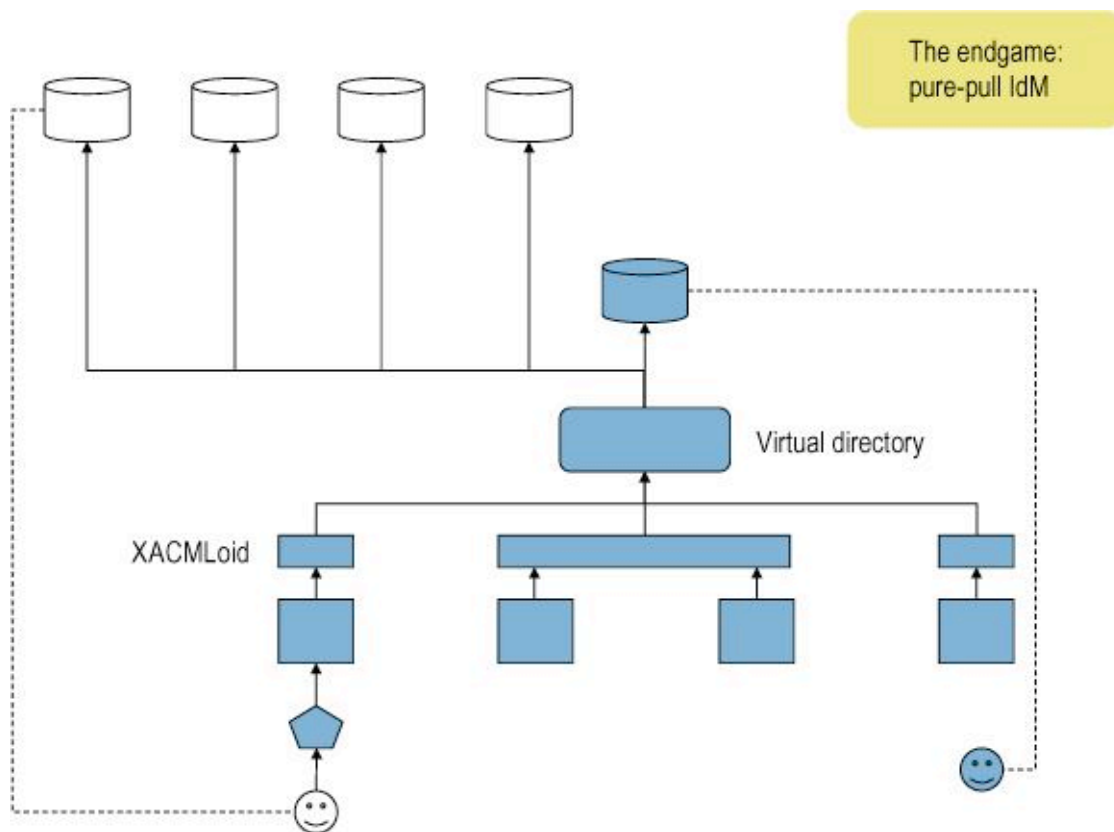 The endgame:
pure-pull IdM
Virtual directory
XACMLoid